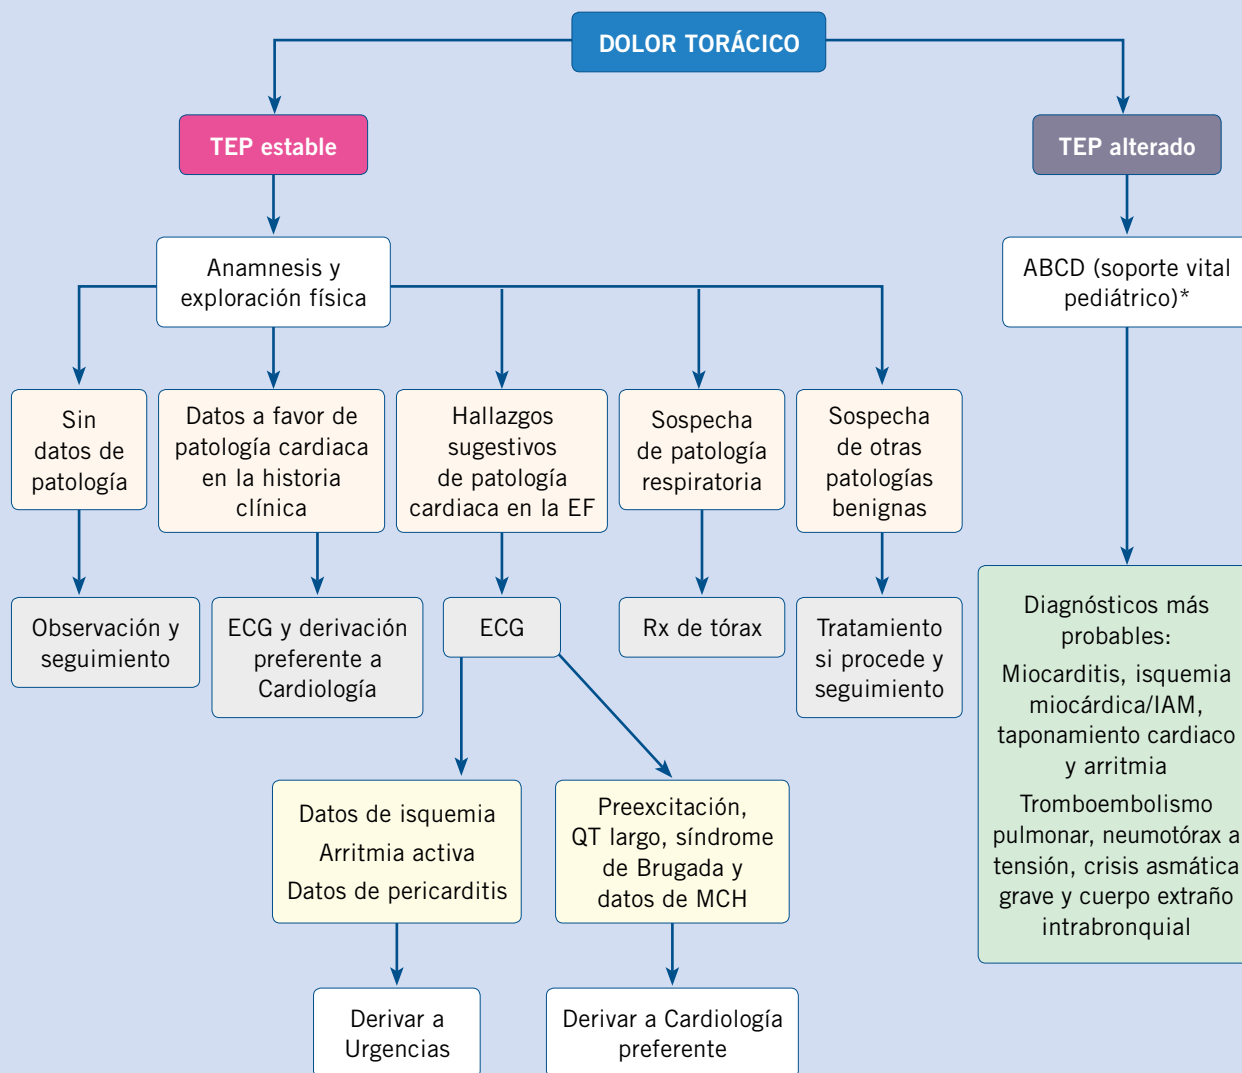 DOLOR TORÁCICO
TEP estable
TEP alterado
Anamnesis y
exploración física
ABCD (soporte vital
pediátrico)*
Sin
datos de
patología
Datos a favor de
patología cardiaca
en la historia
clínica
Hallazgos
sugestivos
de patología
cardiaca en la EF
Sospecha
de patología
respiratoria
Sospecha
de otras
patologías
benignas
Observación y
seguimiento
ECG y derivación
preferente a
Cardiología
ECG
Rx de tórax
Tratamiento
si procede y
seguimiento
Diagnósticos más
probables:
Miocarditis, isquemia
miocárdica/IAM,
taponamiento cardiaco
y arritmia
Tromboembolismo
pulmonar, neumotórax a
tensión, crisis asmática
grave y cuerpo extraño
intrabronquial
Datos de isquemia
Arritmia activa
Datos de pericarditis
Preexcitación,
QT largo, síndrome
de Brugada y
datos de MCH
Derivar a
Urgencias
Derivar a Cardiología
preferente